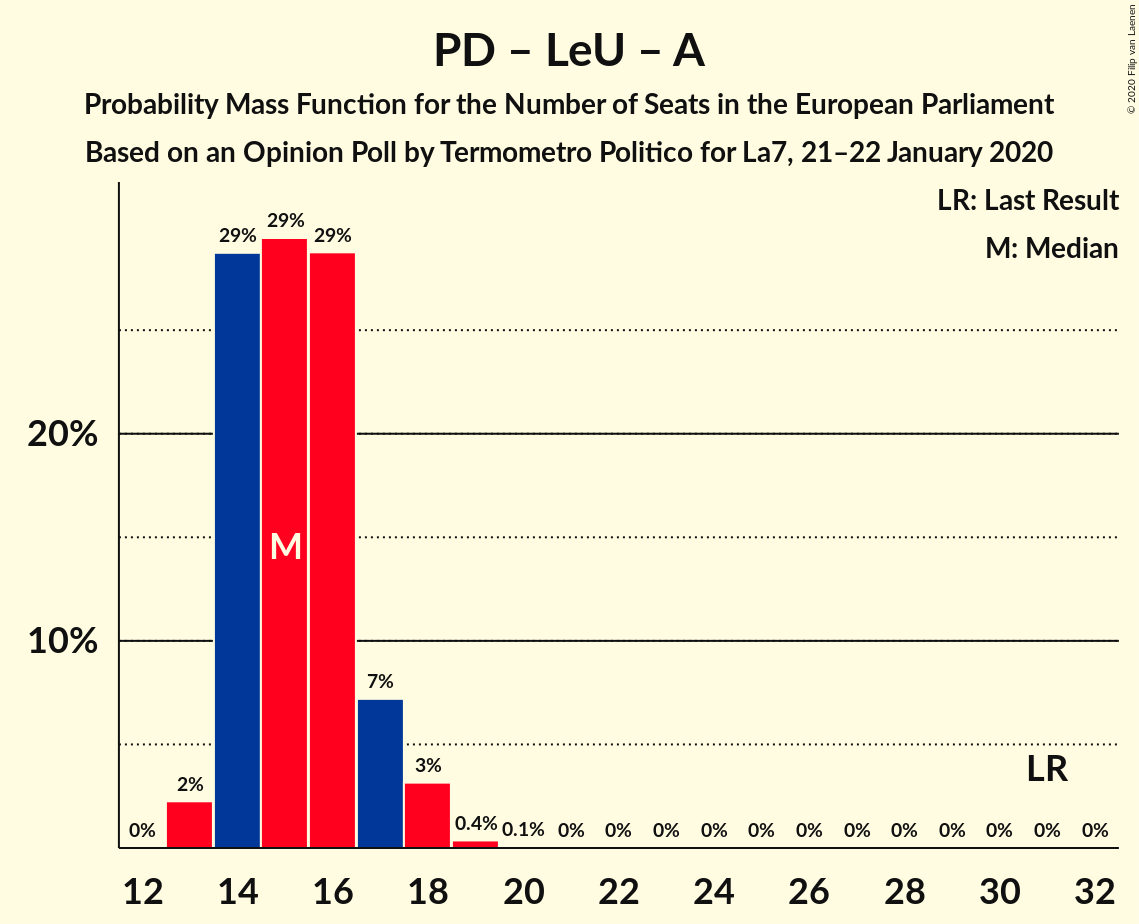 PD – LeU – A
Probability Mass Function for the Number of Seats in the European Parliament
Based on an Opinion Poll by Termometro Politico for La7, 21–22 January 2020
© 2020 Filip van Laenen
LR: Last Result
M: Median
29%
29%
29%
20%
M
10%
7%
LR
3%
2%
0%
0.4%
0.1%
0%
0%
0%
0%
0%
0%
0%
0%
0%
0%
0%
0%
12 14 16 18 20 22 24 26 28 30 32